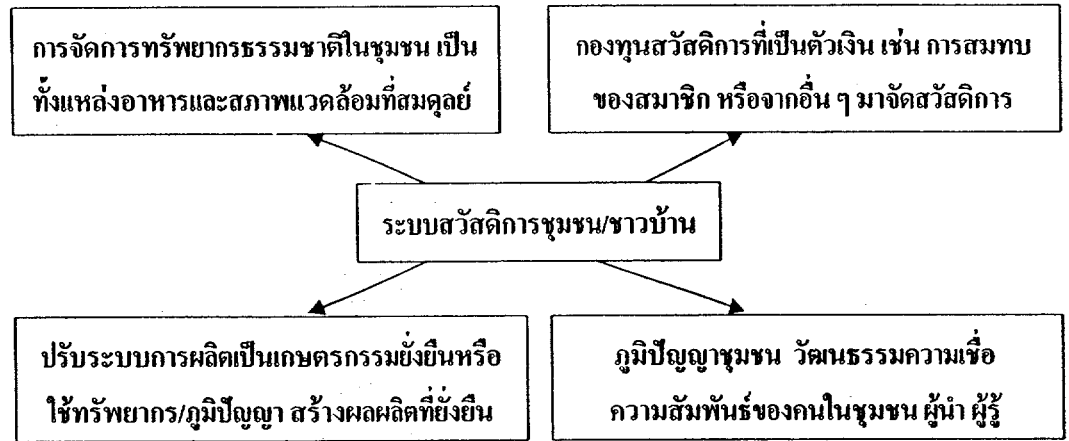 การจัดการทรัพยากรธรรมชาติในชุมชน เป็น
ทั้งแหล่งอาหารและสภาพแวดล้อมที่สมดุลย์
กองทุนสวัสดิการที่เป็นตัวเงิน เช่น การสมทบ
ของสมาชิก หรือจากอื่น ๆ มาจัดสวัสดิการ
ระบบสวัสดิการชุมชน/ชาวบ้าน
ปรับระบบการผลิตเป็นเกษตรกรรมยั่งยืนหรือ
ใช้ทรัพยากร/ภูมิปัญญา สร้างผลผลิตที่ยั่งยืน
ภูมิปัญญาชุมชน วัฒนธรรมความเชื่อ
ความสัมพันธ์ของคนในชุมชน ผู้นำ ผู้รู้